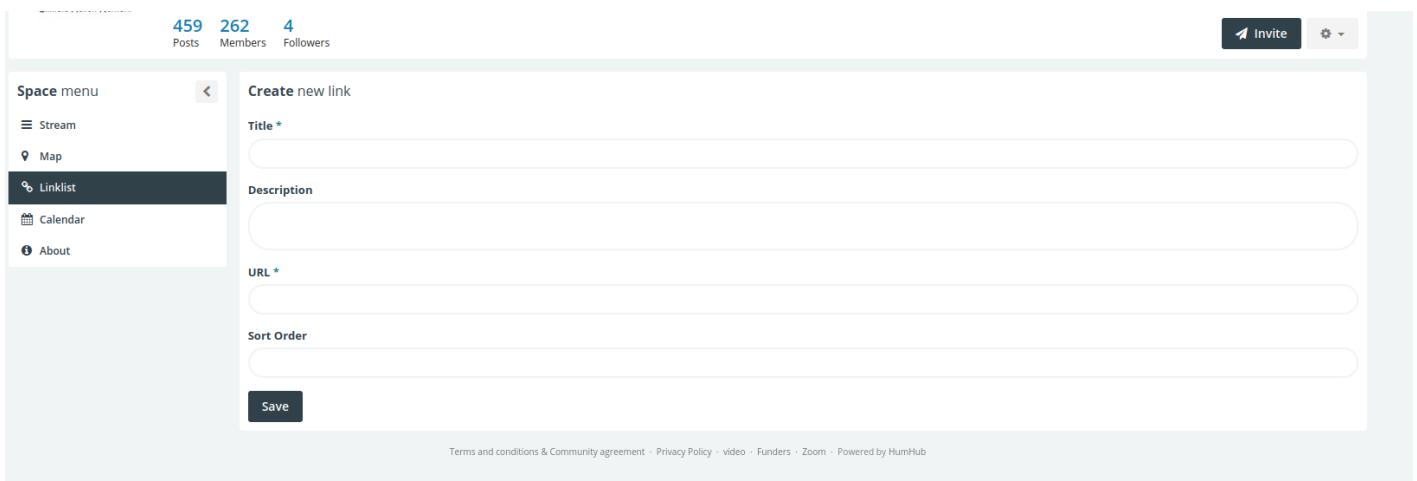 459 262 4
Posts Members Followers
Invite
Space menu
Stream
Map
Linklist
Calendar
About
Create new link
Title *
Description
URL *
Sort Order
Save
Terms and conditions & Community agreement · Privacy Policy · video · Funders · Zoom · Powered by HumHub